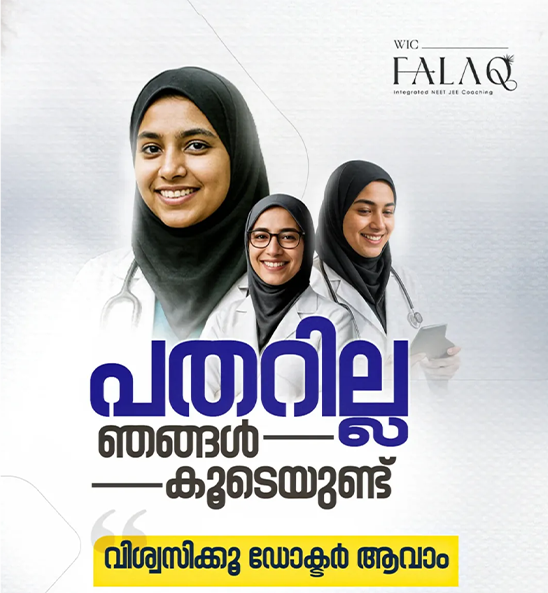 WIC
FALAQ
Integrated NEET JEE Coaching
പതറില്ല
ഞങ്ങൾ
കൂടെയുണ്ട്
വിശ്വസിക്കൂ ഡോക്ടർ ആവാം